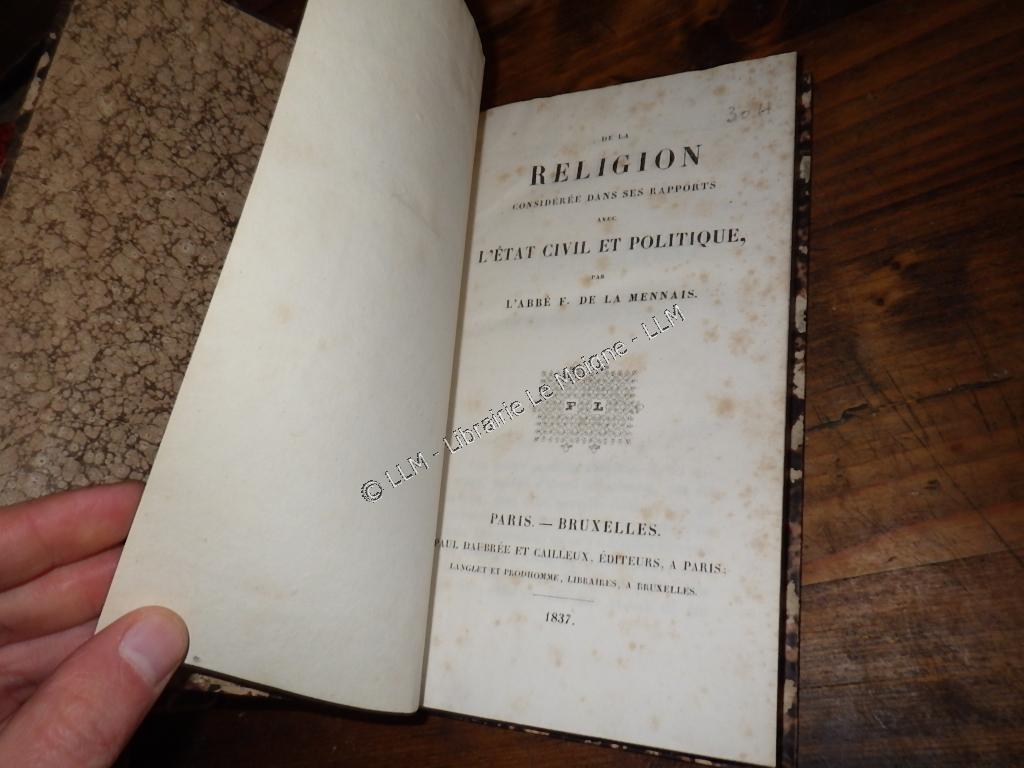 30 H
DE LA
RELIGION
CONSIDÉRÉE DANS SES RAPPORTS
AVEC
L'ÉTAT CIVIL ET POLITIQUE,
PAR
L'ABBÉ F. DE LA MENNAIS.
© LLM - Librairie Le Moigne - LLM
P L
PARIS. — BRUXELLES.
PAUL DAUBRÉE ET CAILLEUX, ÉDITEURS, A PARIS;
LANGLET ET PRODHOMME, LIBRAIRES, A BRUXELLES.
1837.